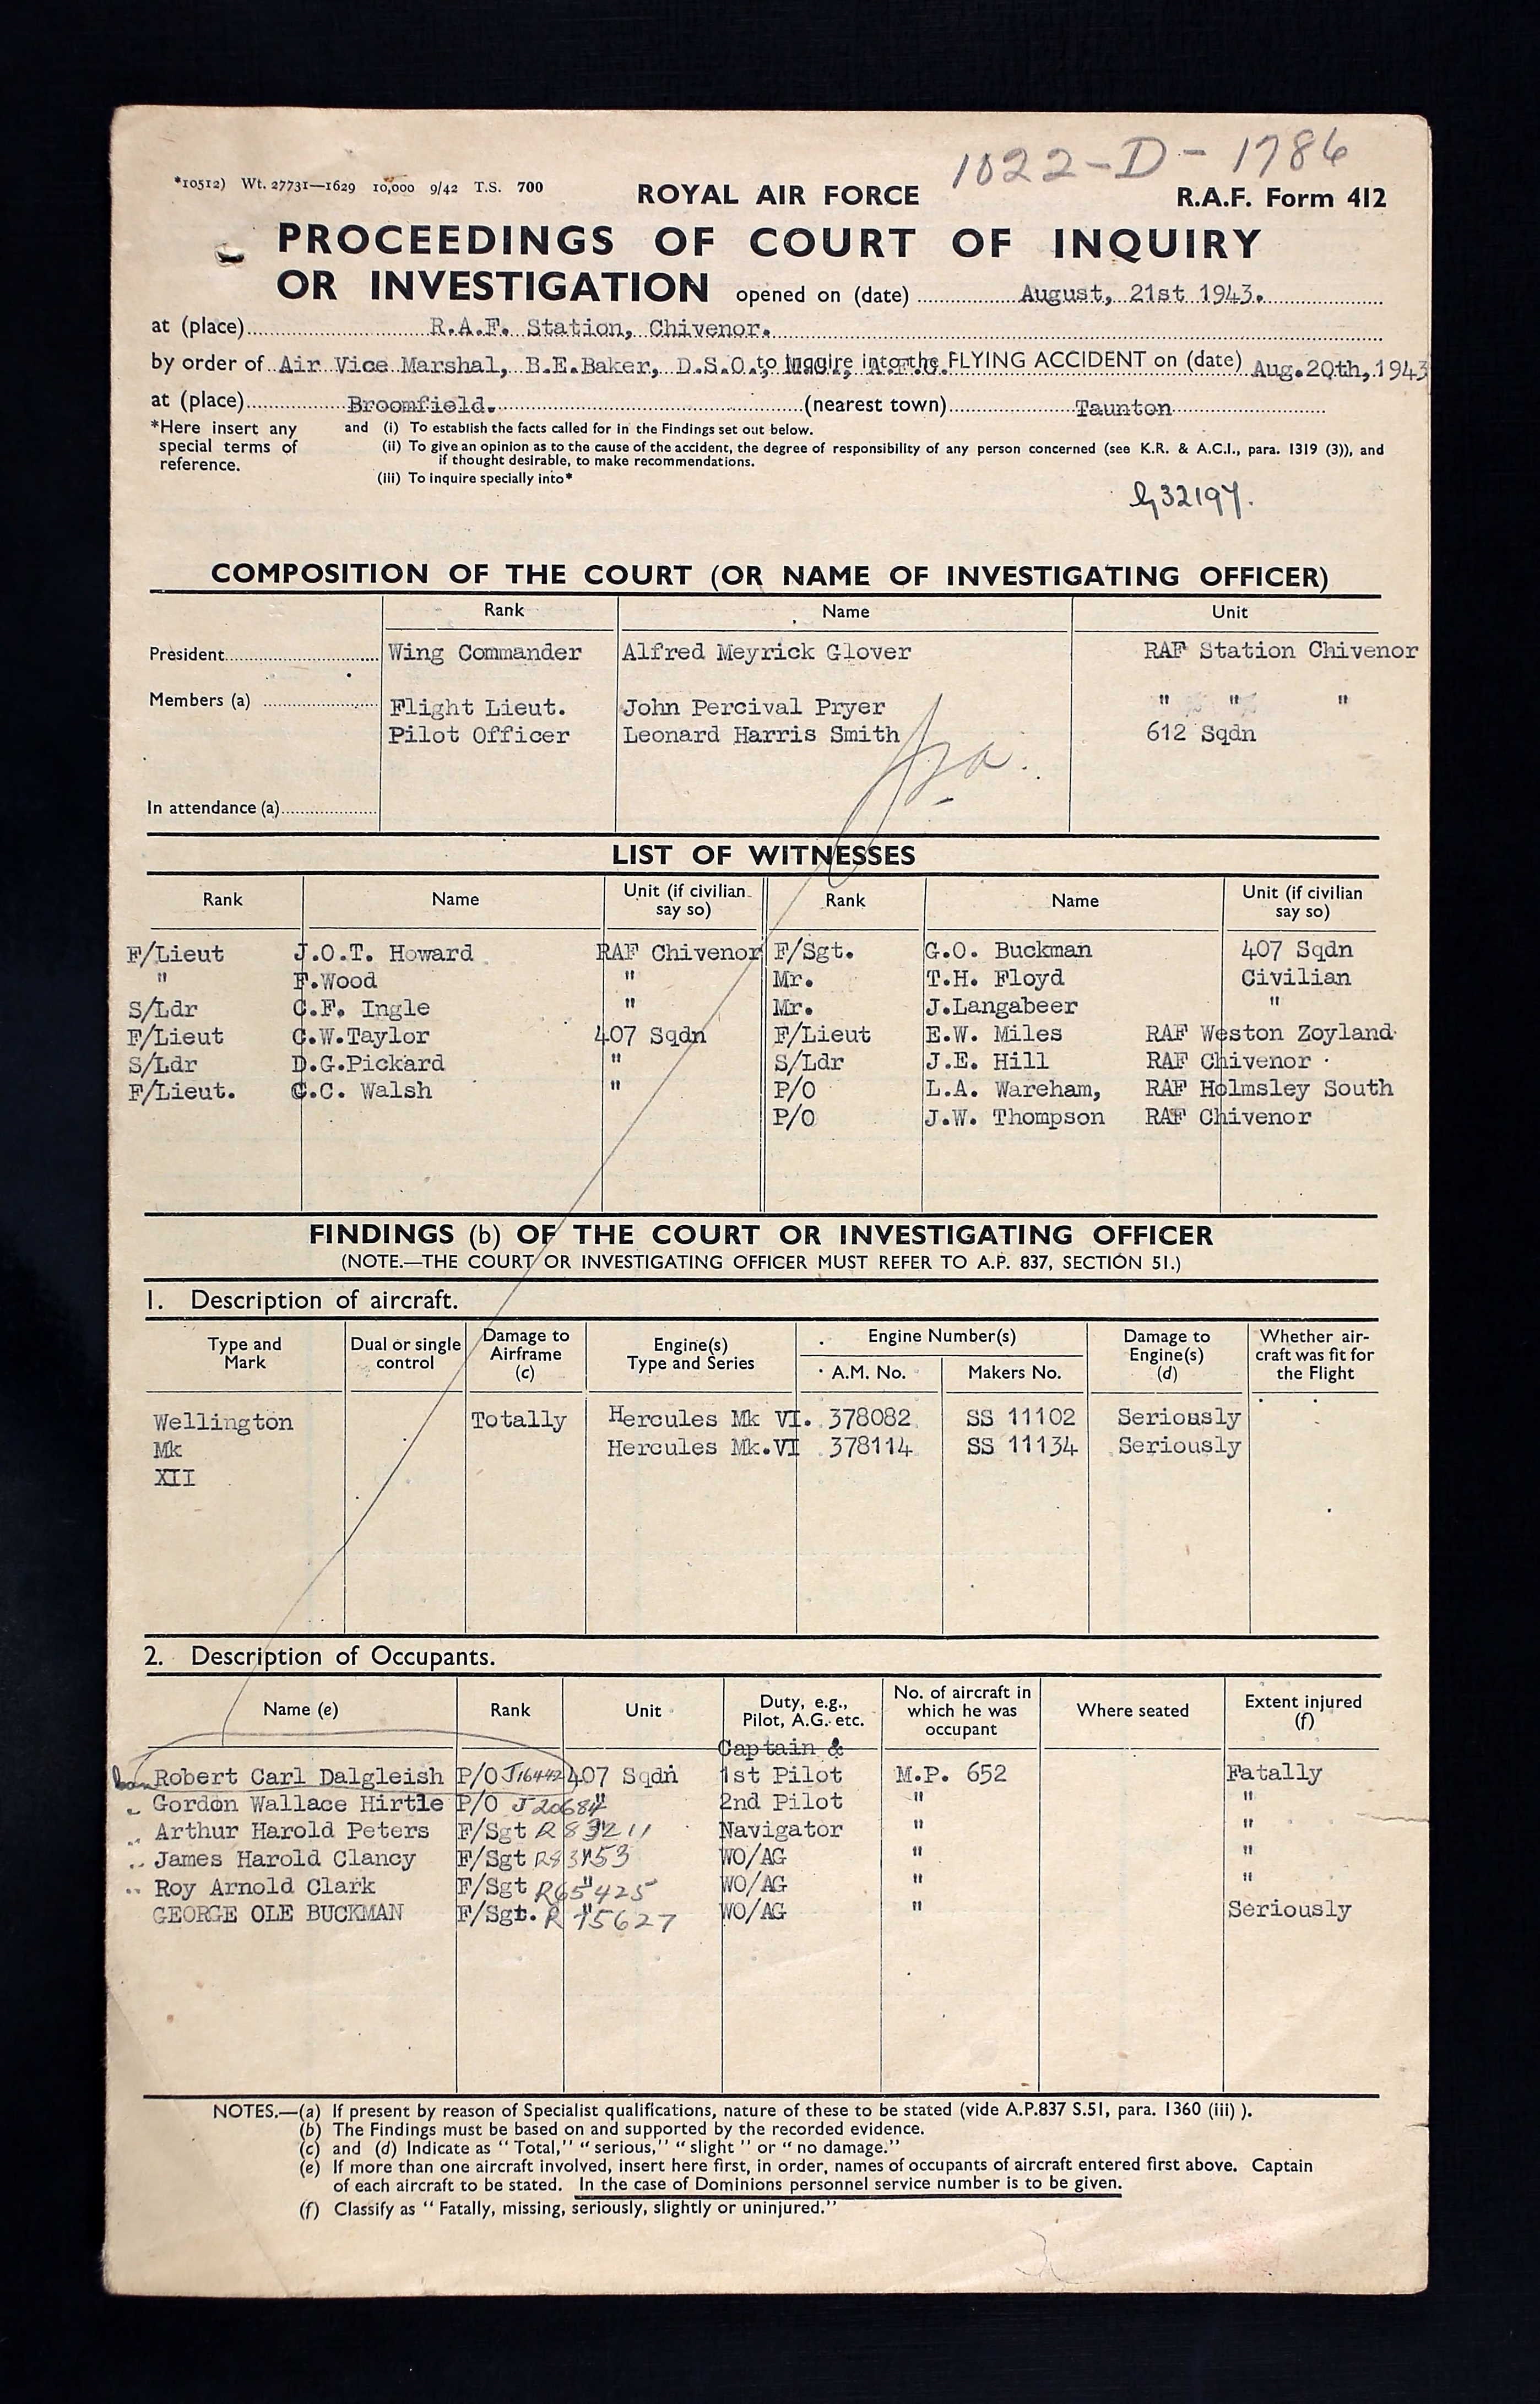 1022-D-1786
*10512) Wt. 27731—1629 10,000 9/42 T.S. 700
ROYAL AIR FORCE
R.A.F. Form 412
PROCEEDINGS OF COURT OF INQUIRY
OR INVESTIGATION opened on (date) August, 21st 1943.
at (place) R.A.F. Station, Chivenor.
by order of Air Vice Marshal, B.E.Baker, D.S.O., M.C., A.F.C. to inquire into the FLYING ACCIDENT on (date) Aug.20th,1943
at (place) Broomfield. (nearest town) Taunton
*Here insert any special terms of reference.
and (i) To establish the facts called for in the Findings set out below.
(ii) To give an opinion as to the cause of the accident, the degree of responsibility of any person concerned (see K.R. & A.C.I., para. 1319 (3)), and
if thought desirable, to make recommendations.
(iii) To inquire specially into*
COMPOSITION OF THE COURT (OR NAME OF INVESTIGATING OFFICER)
Rank Name Unit
President Wing Commander Alfred Meyrick Glover RAF Station Chivenor
Members (a) Flight Lieut. John Percival Pryer " " "
Pilot Officer Leonard Harris Smith 612 Sqdn
In attendance (a)
LIST OF WITNESSES
Rank Name Unit (if civilian say so) Rank Name Unit (if civilian say so)
F/Lieut J.O.T. Howard RAF Chivenor F/Sgt. G.O. Buckman 407 Sqdn
" F.Wood " Mr. T.H. Floyd Civilian
S/Ldr C.F. Ingle " Mr. J.Langabeer "
F/Lieut C.W.Taylor 407 Sqdn F/Lieut E.W. Miles RAF Weston Zoyland
S/Ldr D.G.Pickard " S/Ldr J.E. Hill RAF Chivenor
F/Lieut. C.C. Walsh " P/O L.A. Wareham, RAF Holmsley South
P/O J.W. Thompson RAF Chivenor
FINDINGS (b) OF THE COURT OR INVESTIGATING OFFICER
(NOTE.—THE COURT OR INVESTIGATING OFFICER MUST REFER TO A.P. 837, SECTION 51.)
1. Description of aircraft.
Type and Mark Dual or single control Damage to Airframe (c) Engine(s) Type and Series Engine Number(s) A.M. No. Makers No. Damage to Engine(s) (d) Whether air-craft was fit for the Flight
Wellington Totally Hercules Mk VI. 378082 SS 11102 Seriously
Mk Hercules Mk.VI 378114 SS 11134 Seriously
XII
2. Description of Occupants.
Name (e) Rank Unit Duty, e.g., Pilot, A.G. etc. No. of aircraft in which he was occupant Where seated Extent injured (f)
Captain &
Robert Carl Dalgleish P/O J16442 407 Sqdn 1st Pilot M.P. 652 Fatally
Gordon Wallace Hirtle P/O J20684 " 2nd Pilot " "
Arthur Harold Peters F/Sgt R83211 " Navigator " "
James Harold Clancy F/Sgt WO/AG " "
Roy Arnold Clark F/Sgt R65425 " WO/AG " "
GEORGE OLE BUCKMAN F/Sgt. R 75627 WO/AG " Seriously
NOTES.—(a) If present by reason of Specialist qualifications, nature of these to be stated (vide A.P.837 S.51, para. 1360 (iii) ).
(b) The Findings must be based on and supported by the recorded evidence.
(c) and (d) Indicate as "Total," "serious," "slight" or "no damage."
(e) If more than one aircraft involved, insert here first, in order, names of occupants of aircraft entered first above. Captain
of each aircraft to be stated. In the case of Dominions personnel service number is to be given.
(f) Classify as "Fatally, missing, seriously, slightly or uninjured."